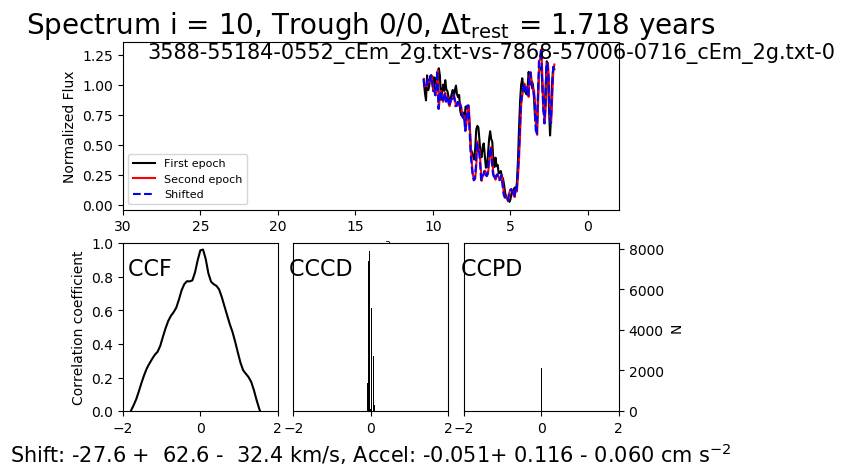 Spectrum i = 10, Trough 0/0, Δt_rest = 1.718 years
3588-55184-0552_cEm_2g.txt-vs-7868-57006-0716_cEm_2g.txt-0
Normalized Flux
1.25
1.00
0.75
0.50
0.25
0.00
First epoch
Second epoch
Shifted
30 25 20 15 10 5 0
Correlation coefficient
1.0
0.8
0.6
0.4
0.2
0.0
CCF
CCCD
CCPD
8000
6000
4000
2000
0
N
−2 0 2
−2 0 2
−2 0 2
Shift: -27.6 + 62.6 - 32.4 km/s, Accel: -0.051+ 0.116 - 0.060 cm s⁻²